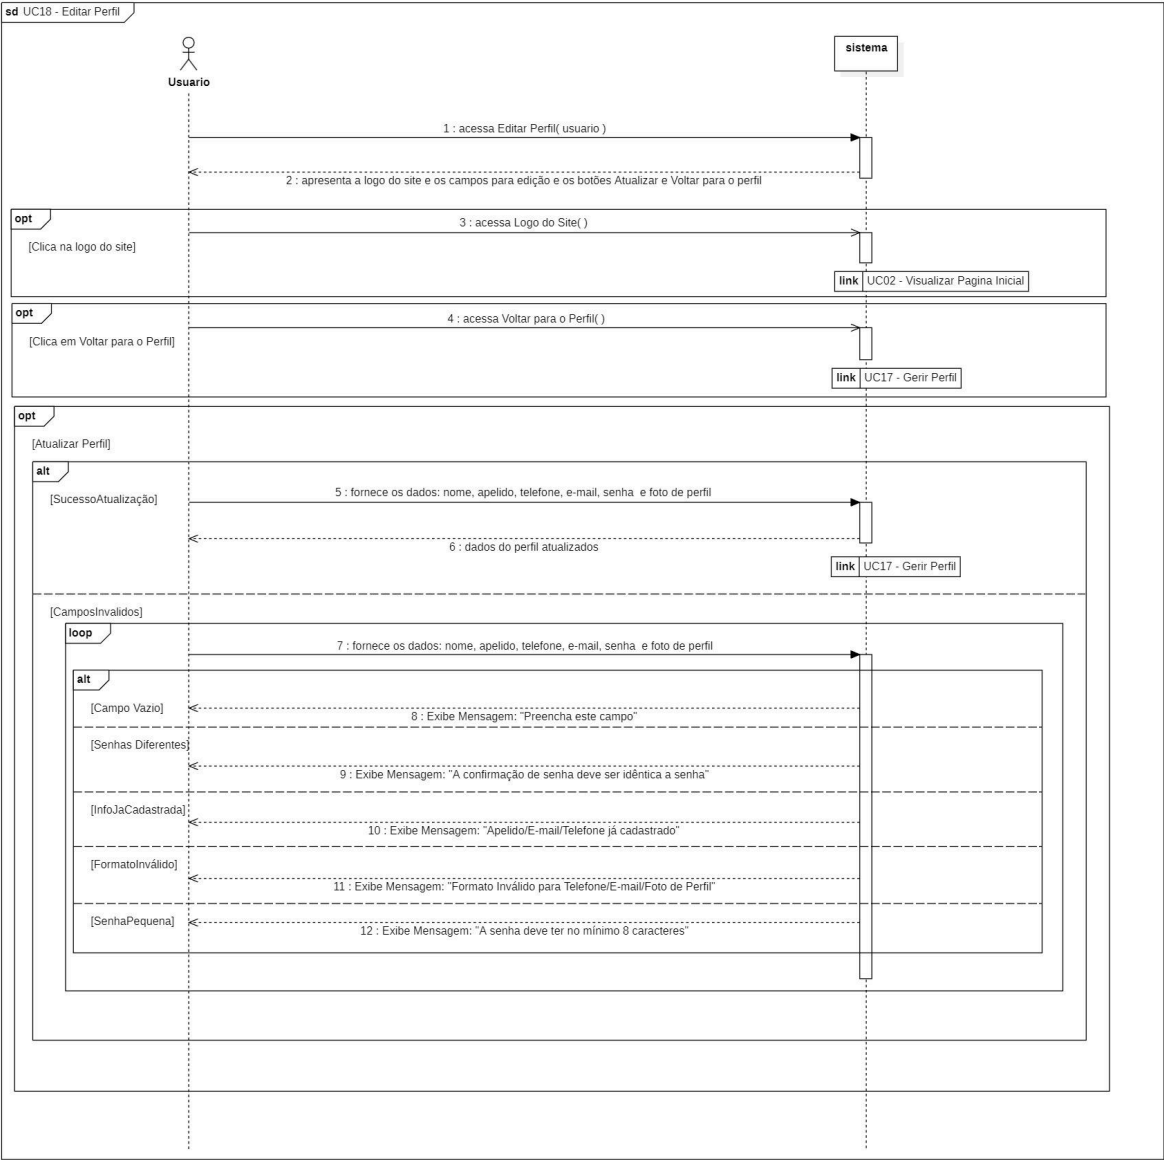 sd UC18 - Editar Perfil
Usuario
sistema
1 : acessa Editar Perfil( usuario )
2 : apresenta a logo do site e os campos para edição e os botões Atualizar e Voltar para o perfil
opt
3 : acessa Logo do Site( )
[Clica na logo do site]
link UC02 - Visualizar Pagina Inicial
opt
4 : acessa Voltar para o Perfil( )
[Clica em Voltar para o Perfil]
link UC17 - Gerir Perfil
opt
[Atualizar Perfil]
alt
5 : fornece os dados: nome, apelido, telefone, e-mail, senha e foto de perfil
[SucessoAtualização]
6 : dados do perfil atualizados
link UC17 - Gerir Perfil
[CamposInvalidos]
loop
7 : fornece os dados: nome, apelido, telefone, e-mail, senha e foto de perfil
alt
[Campo Vazio]
8 : Exibe Mensagem: "Preencha este campo"
[Senhas Diferentes]
9 : Exibe Mensagem: "A confirmação de senha deve ser idêntica a senha"
[InfoJaCadastrada]
10 : Exibe Mensagem: "Apelido/E-mail/Telefone já cadastrado"
[FormatoInválido]
11 : Exibe Mensagem: "Formato Inválido para Telefone/E-mail/Foto de Perfil"
[SenhaPequena]
12 : Exibe Mensagem: "A senha deve ter no mínimo 8 caracteres"